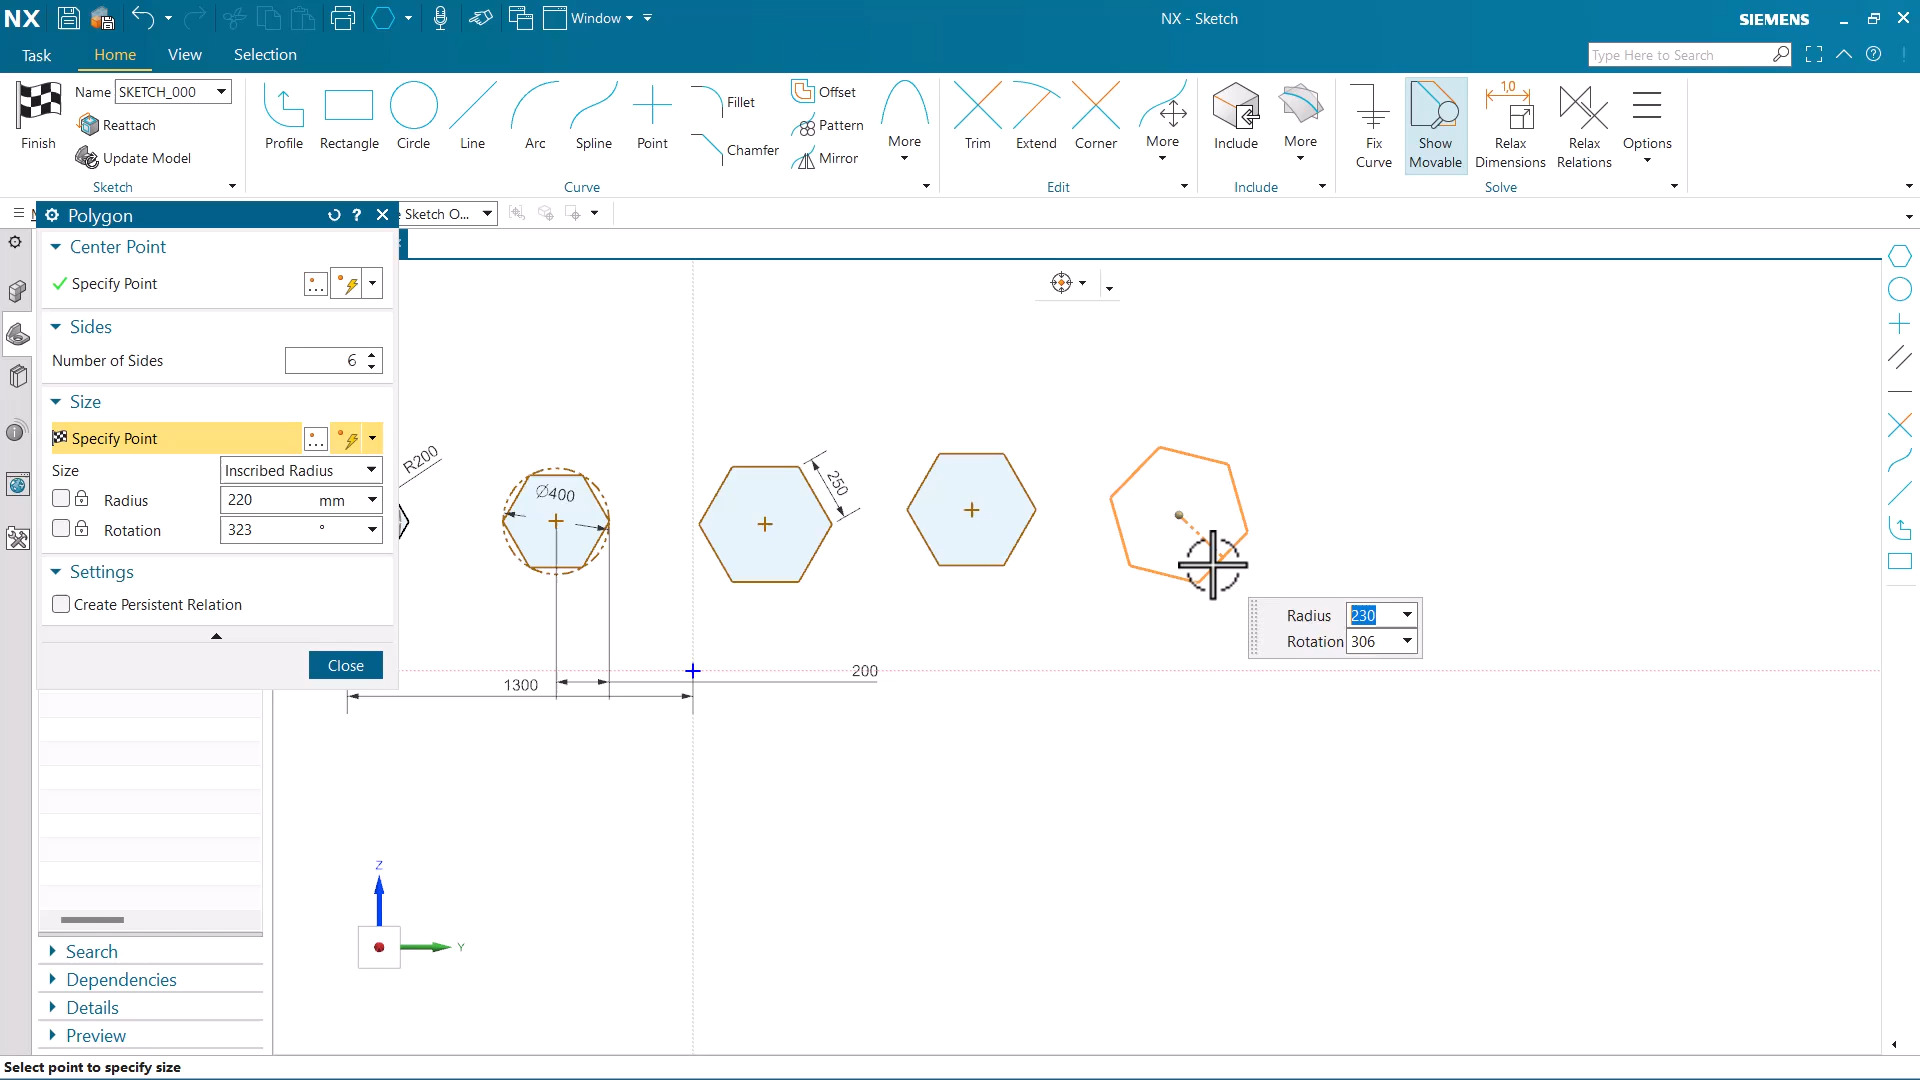 NX
Window
NX - Sketch
SIEMENS
Task
Home
View
Selection
Type Here to Search
Name SKETCH_000
Reattach
Update Model
Finish
Profile
Rectangle
Circle
Line
Arc
Spline
Point
Fillet
Chamfer
Offset
Pattern
Mirror
More
Trim
Extend
Corner
More
Include
More
Fix Curve
Show Movable
1,0
Relax Dimensions
Relax Relations
Options
Sketch
Curve
Edit
Include
Solve
Polygon
Sketch O...
Center Point
Specify Point
Sides
Number of Sides 6
Size
Specify Point
Size Inscribed Radius
Radius 220 mm
Rotation 323 °
Settings
Create Persistent Relation
Close
R200
Ø400
250
Radius 230
Rotation 306
200
1300
Z
Y
Search
Dependencies
Details
Preview
Select point to specify size